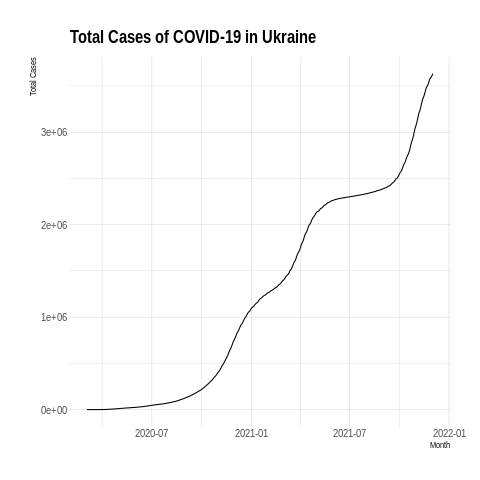 Total Cases of COVID-19 in Ukraine
Total Cases
3e+06
2e+06
1e+06
0e+00
2020-07 2021-01 2021-07 2022-01
Month